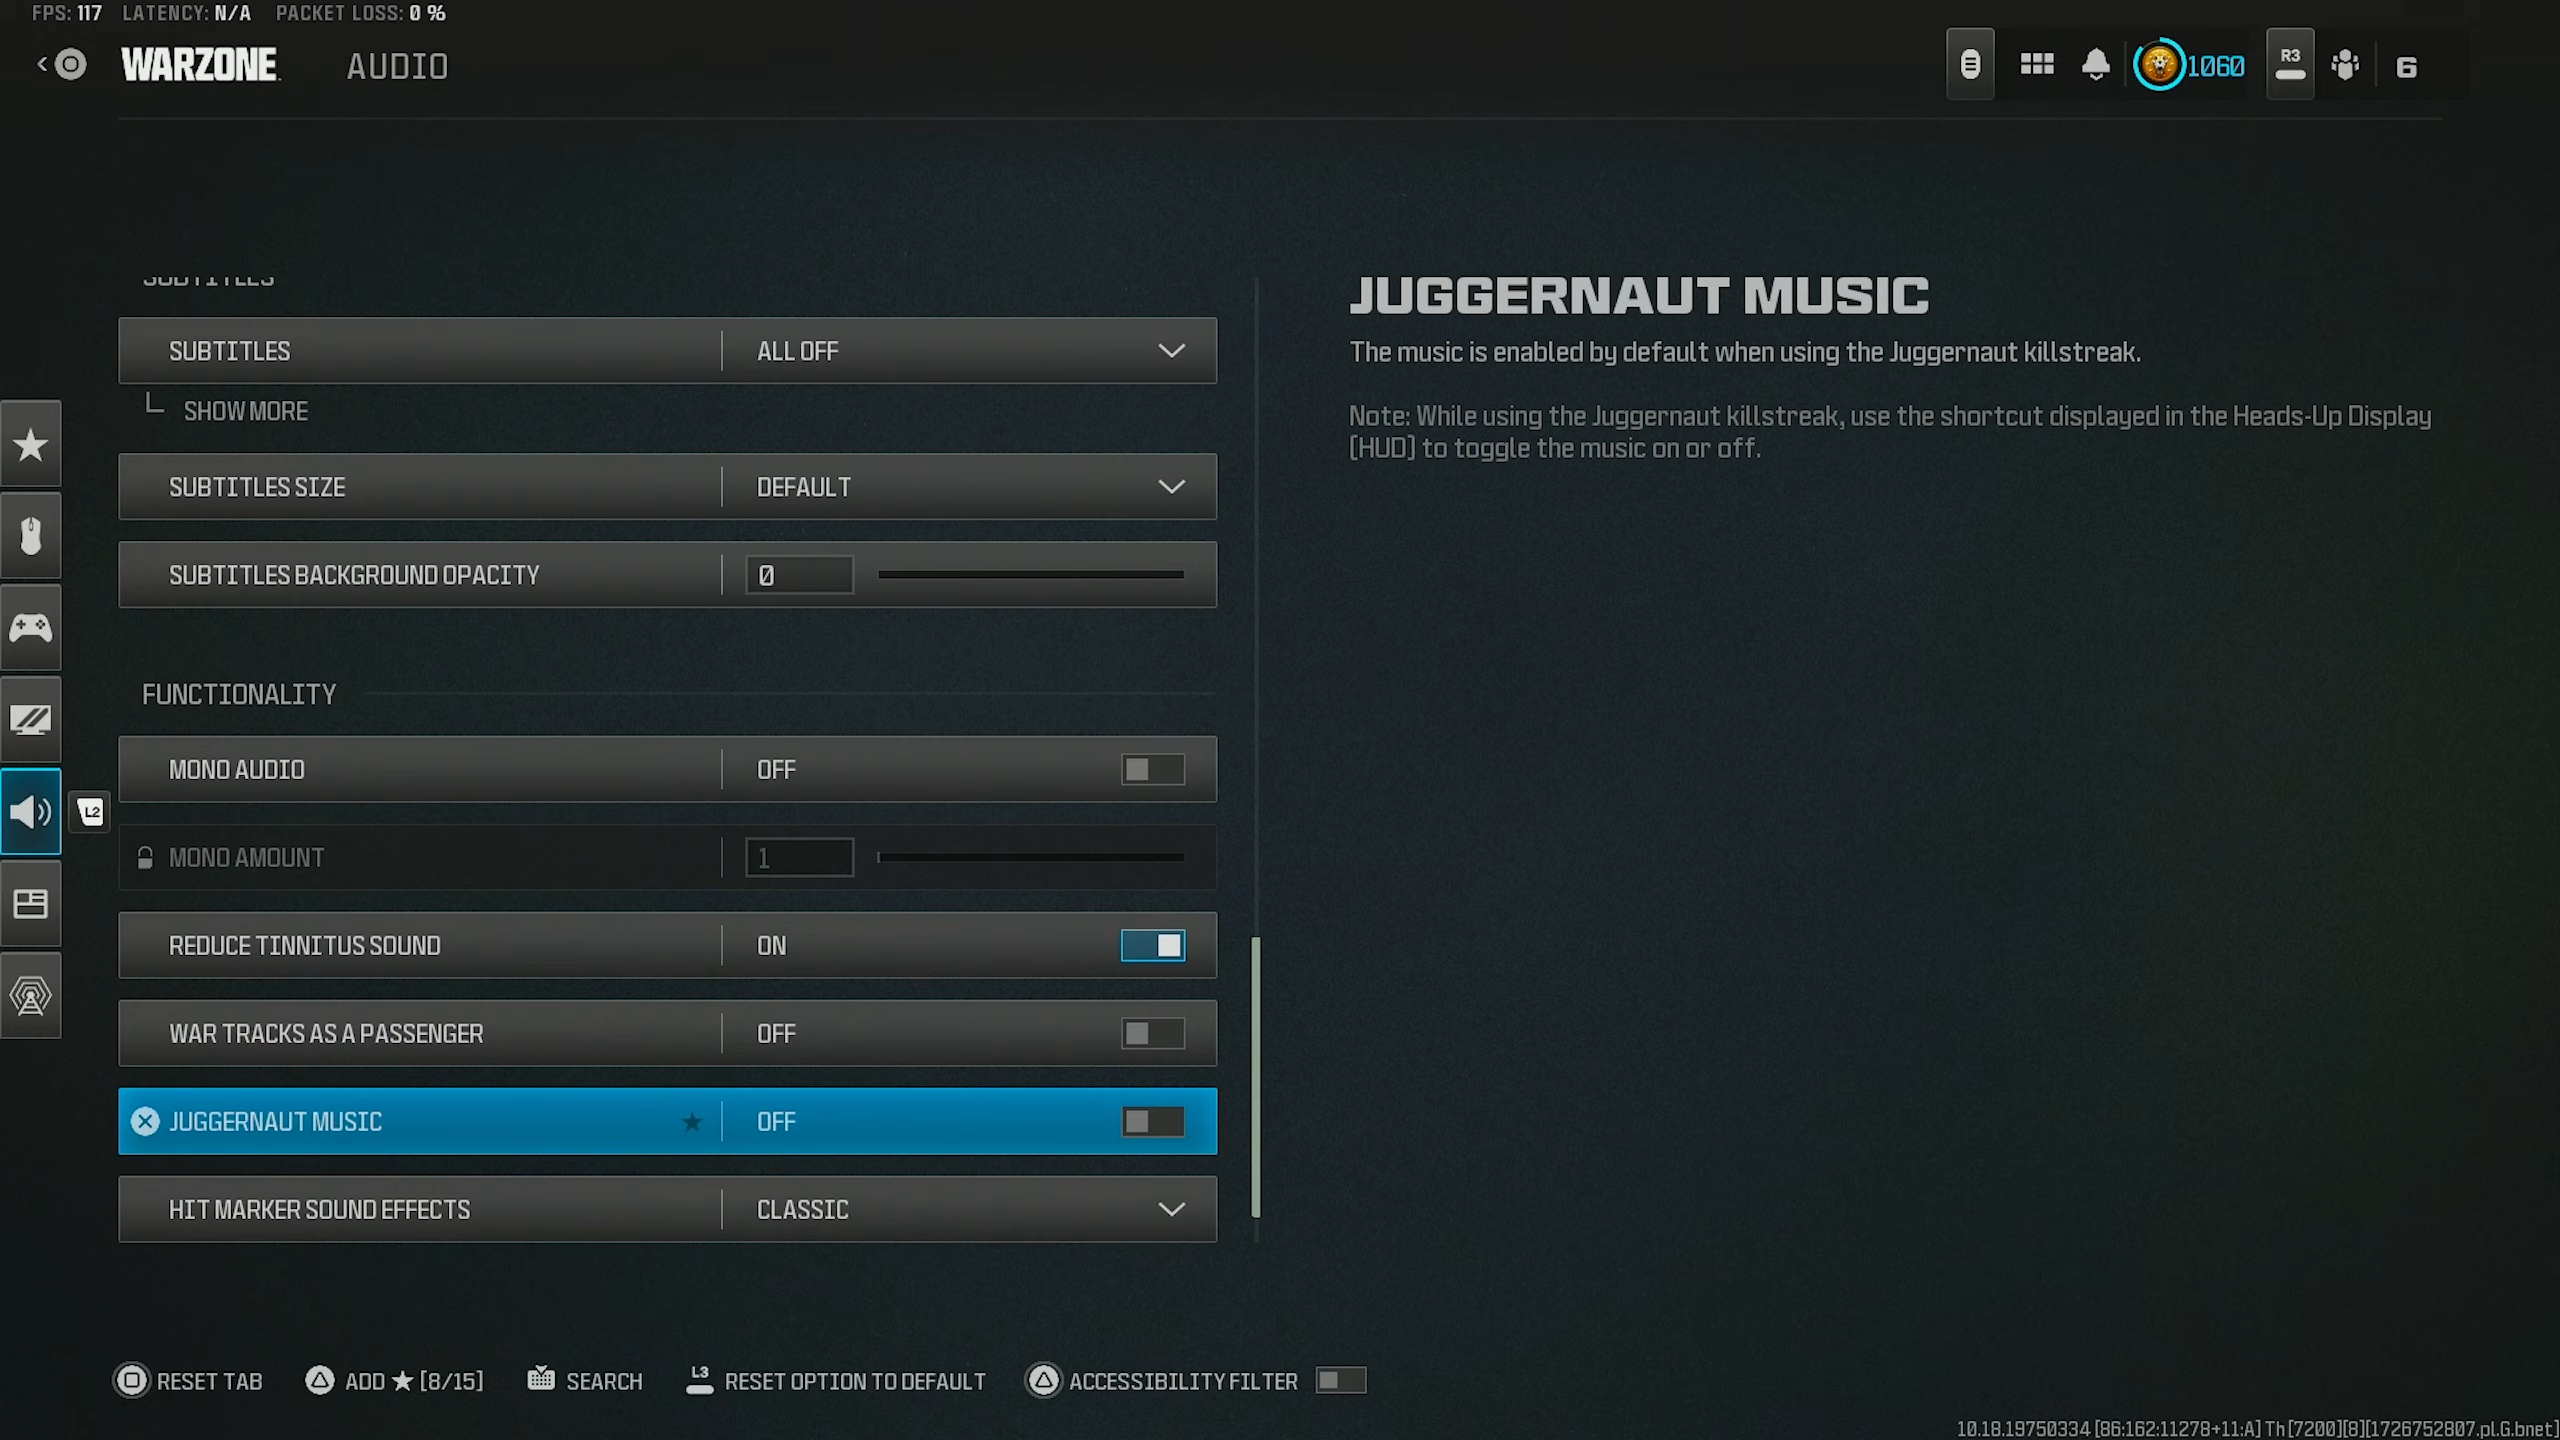 FPS: 117 LATENCY: N/A PACKET LOSS: 0 %
WARZONE AUDIO
1060 R3 6
SUBTITLES
SUBTITLES ALL OFF
SHOW MORE
SUBTITLES SIZE DEFAULT
SUBTITLES BACKGROUND OPACITY 0
FUNCTIONALITY
MONO AUDIO OFF
L2
MONO AMOUNT 1
REDUCE TINNITUS SOUND ON
WAR TRACKS AS A PASSENGER OFF
JUGGERNAUT MUSIC OFF
HIT MARKER SOUND EFFECTS CLASSIC
JUGGERNAUT MUSIC
The music is enabled by default when using the Juggernaut killstreak.
Note: While using the Juggernaut killstreak, use the shortcut displayed in the Heads-Up Display
[HUD] to toggle the music on or off.
RESET TAB ADD ★ [8/15] SEARCH L3 RESET OPTION TO DEFAULT ACCESSIBILITY FILTER
10.18.19750334 [86:162:11278+11:A] Th [7200][8][1726752807.pl.G.bnet]